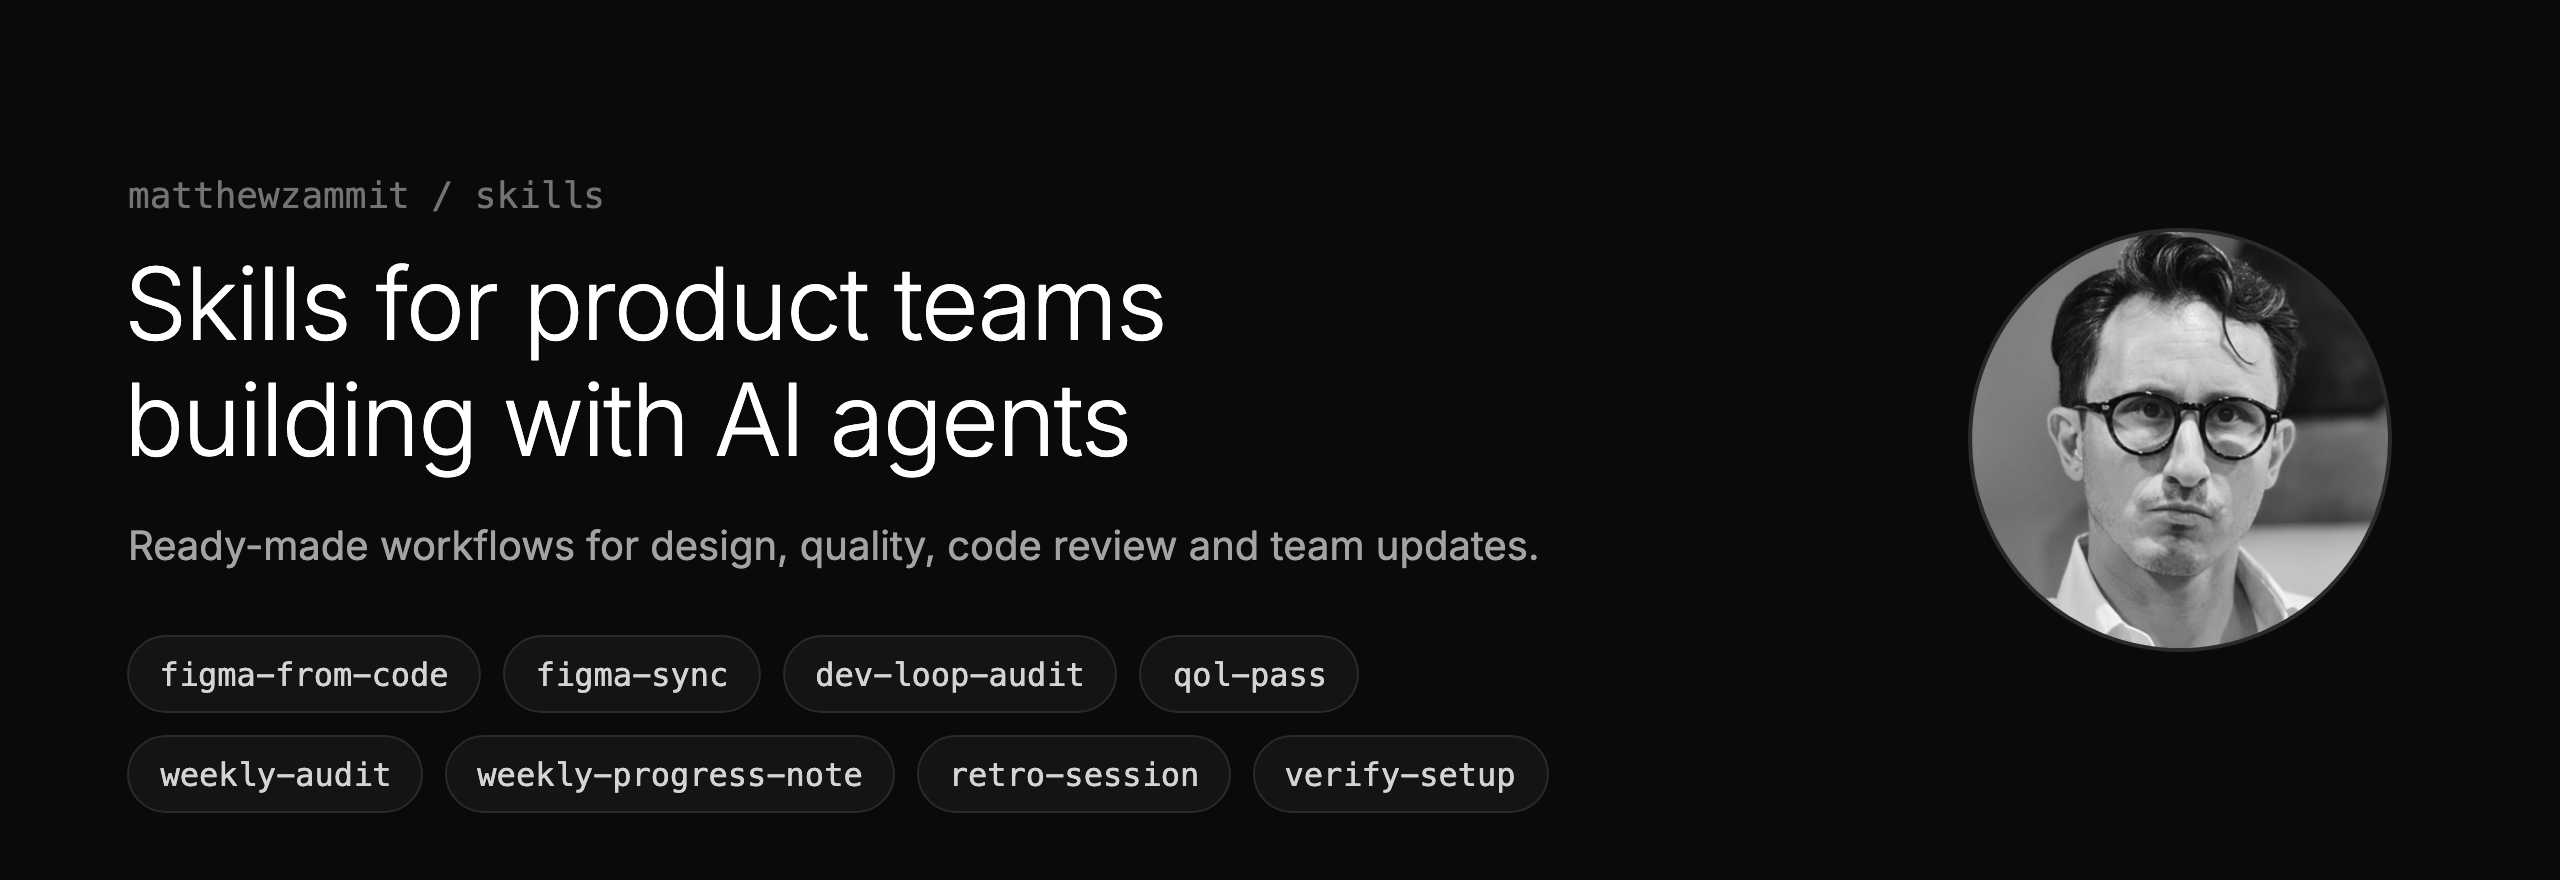 matthewzammit / skills
Skills for product teams
building with AI agents
Ready-made workflows for design, quality, code review and team updates.
figma-from-code figma-sync dev-loop-audit qol-pass
weekly-audit weekly-progress-note retro-session verify-setup